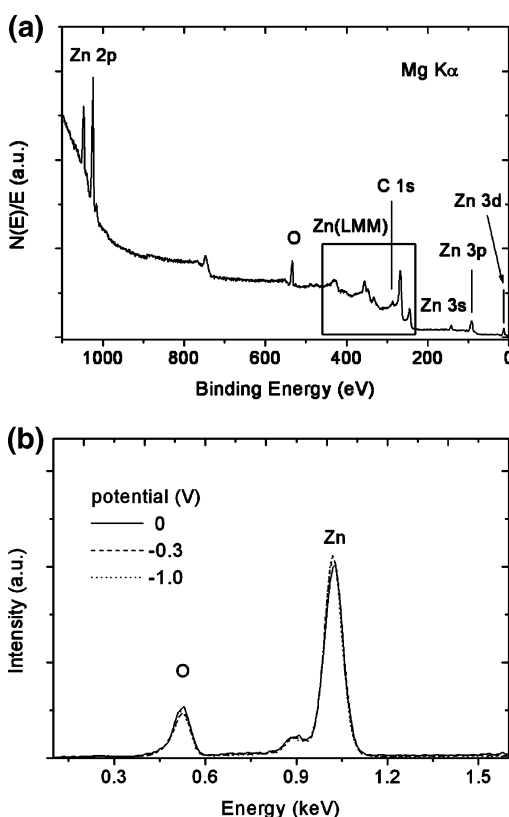 (a)
Zn 2p
Mg Kα
C 1s
Zn 3d
Zn(LMM)
O
Zn 3p
Zn 3s
N(E)/E (a.u.)
1000 800 600 400 200 0
Binding Energy (eV)
(b)
potential (V)
0
-0.3
-1.0
Zn
O
Intensity (a.u.)
0.3 0.6 0.9 1.2 1.5
Energy (keV)